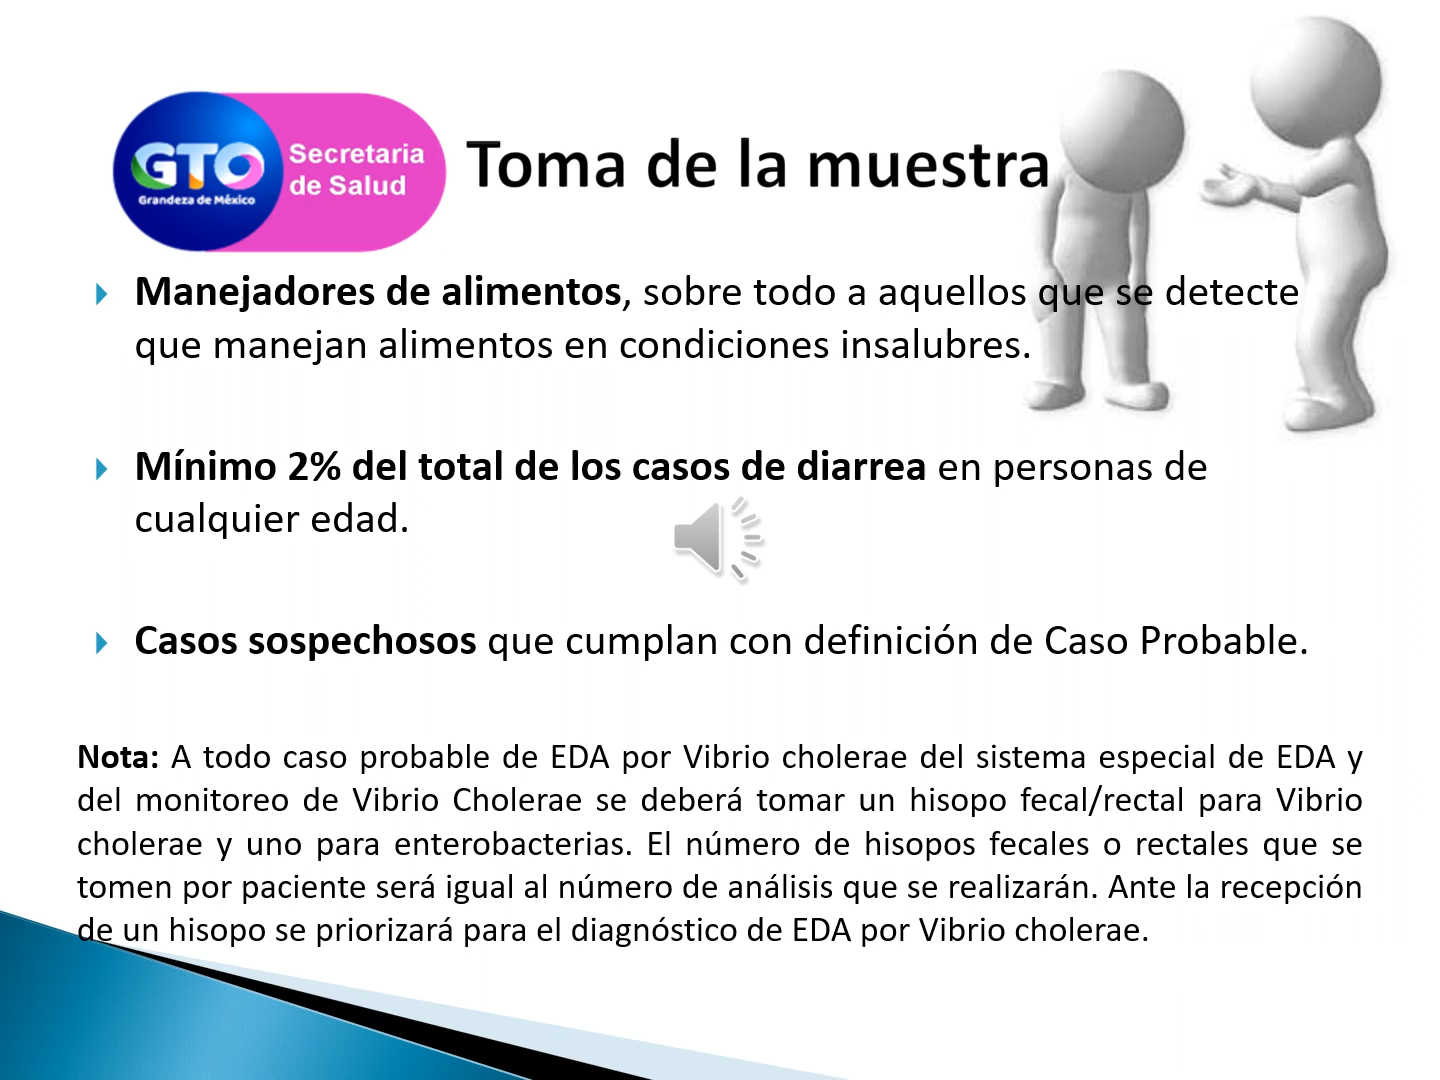 GTO
Grandeza de México
Secretaria
de Salud
Toma de la muestra
Manejadores de alimentos, sobre todo a aquellos que se detecte
que manejan alimentos en condiciones insalubres.
Mínimo 2% del total de los casos de diarrea en personas de
cualquier edad.
Casos sospechosos que cumplan con definición de Caso Probable.
Nota: A todo caso probable de EDA por Vibrio cholerae del sistema especial de EDA y
del monitoreo de Vibrio Cholerae se deberá tomar un hisopo fecal/rectal para Vibrio
cholerae y uno para enterobacterias. El número de hisopos fecales o rectales que se
tomen por paciente será igual al número de análisis que se realizarán. Ante la recepción
de un hisopo se priorizará para el diagnóstico de EDA por Vibrio cholerae.